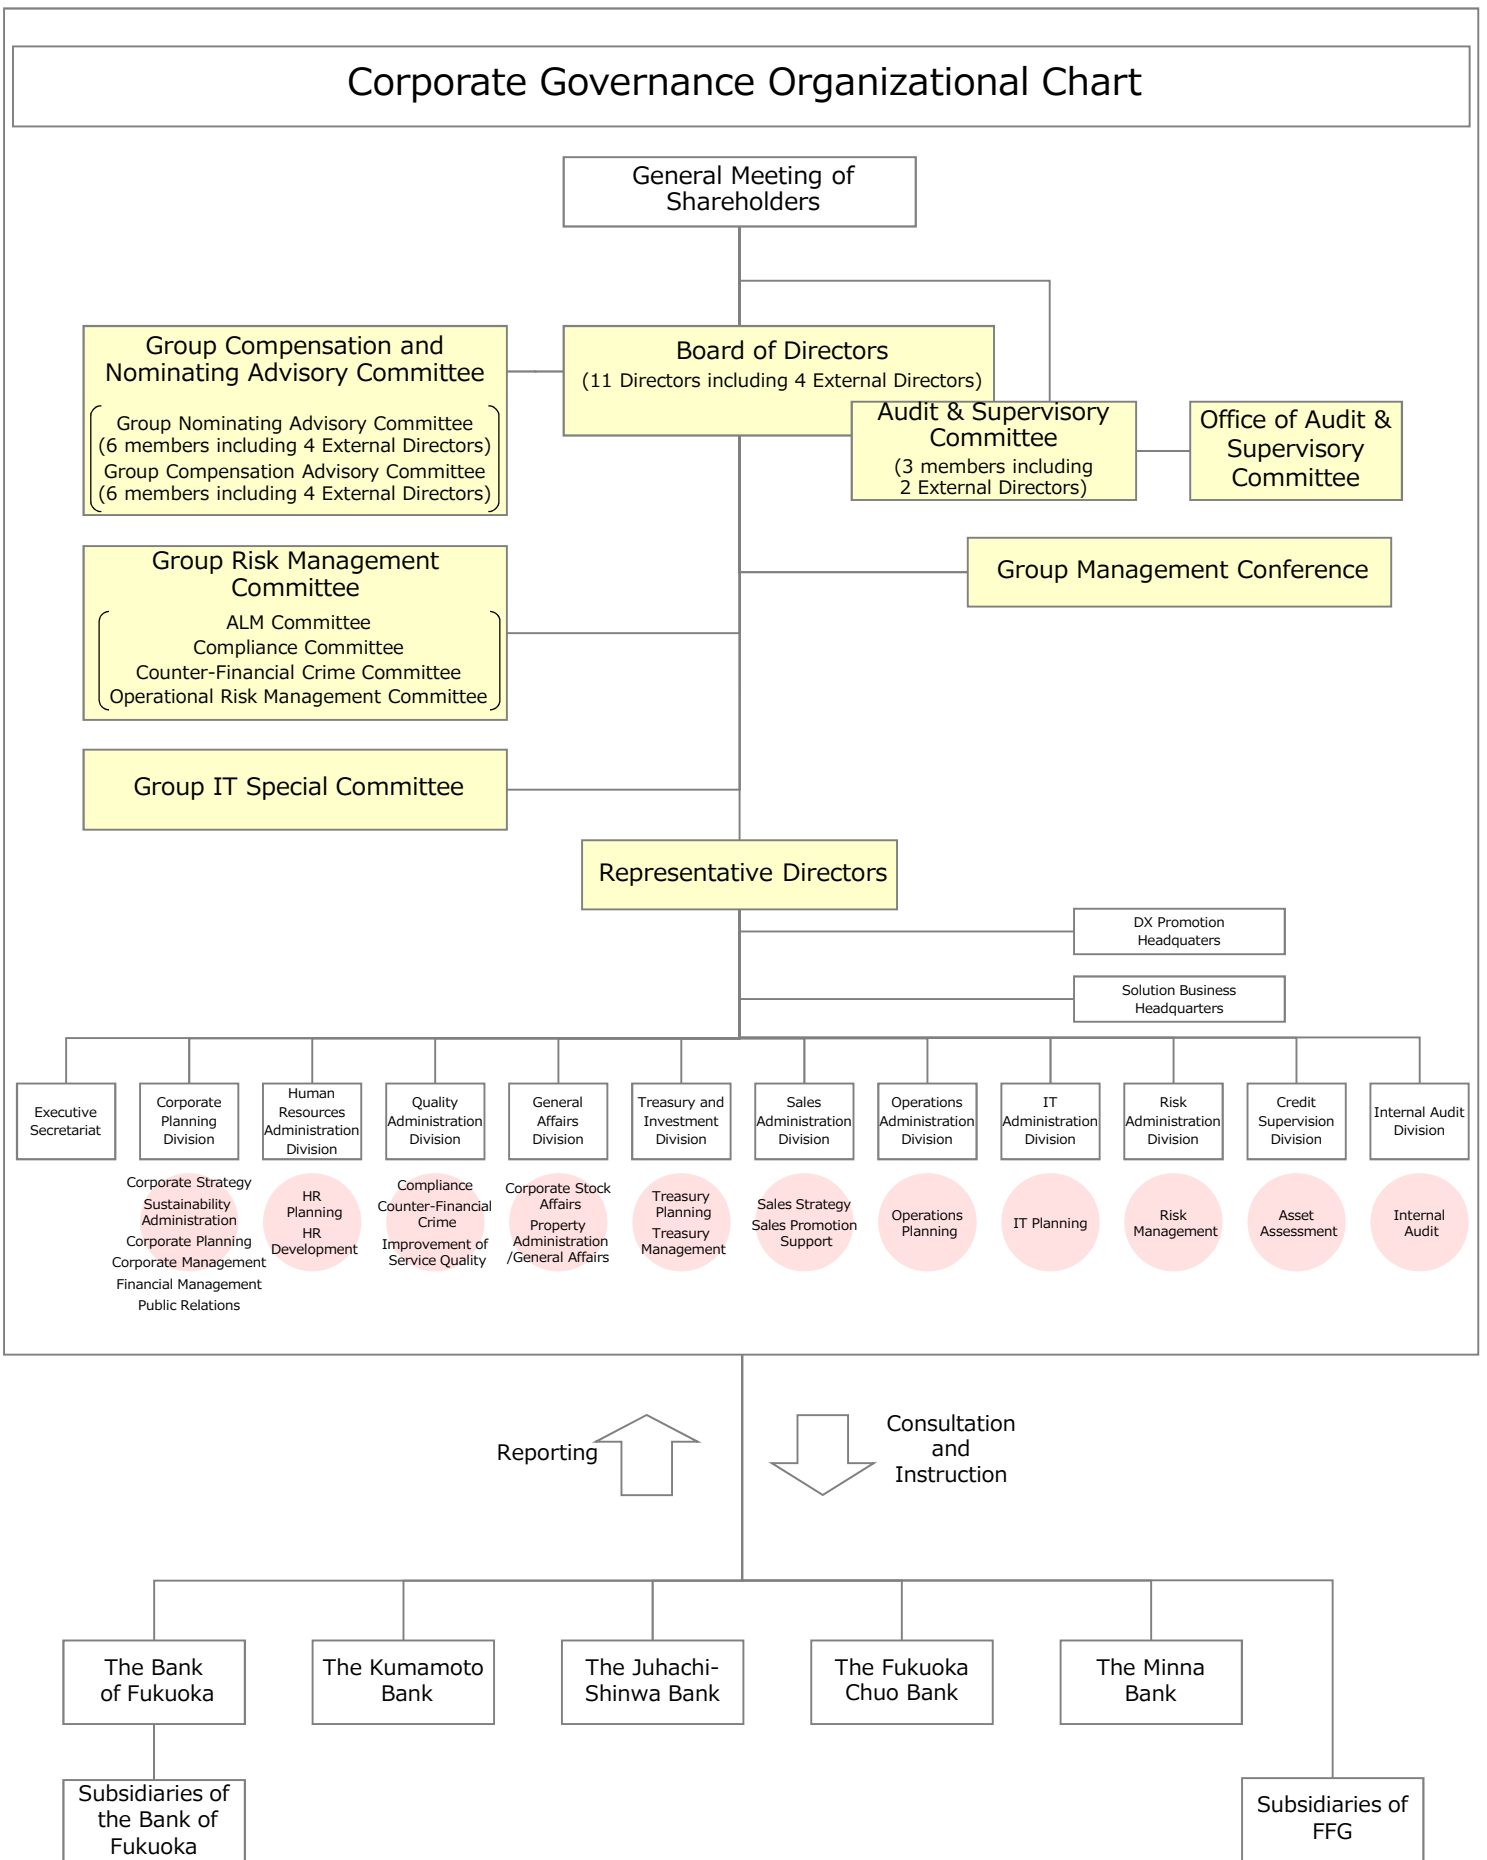 Corporate Governance Organizational Chart
General Meeting of
Shareholders
Group Compensation and
Nominating Advisory Committee
Group Nominating Advisory Committee
(6 members including 4 External Directors)
Group Compensation Advisory Committee
(6 members including 4 External Directors)
Board of Directors
(11 Directors including 4 External Directors)
Audit & Supervisory
Committee
(3 members including
2 External Directors)
Office of Audit &
Supervisory
Committee
Group Risk Management
Committee
ALM Committee
Compliance Committee
Counter-Financial Crime Committee
Operational Risk Management Committee
Group Management Conference
Group IT Special Committee
Representative Directors
DX Promotion
Headquaters
Solution Business
Headquarters
Executive
Secretariat
Corporate
Planning
Division
Human
Resources
Administration
Division
Quality
Administration
Division
General
Affairs
Division
Treasury and
Investment
Division
Sales
Administration
Division
Operations
Administration
Division
IT
Administration
Division
Risk
Administration
Division
Credit
Supervision
Division
Internal Audit
Division
Corporate Strategy
Sustainability
Administration
Corporate Planning
Corporate Management
Financial Management
Public Relations
HR
Planning
HR
Development
Compliance
Counter-Financial
Crime
Improvement of
Service Quality
Corporate Stock
Affairs
Property
Administration
/General Affairs
Treasury
Planning
Treasury
Management
Sales Strategy
Sales Promotion
Support
Operations
Planning
IT Planning
Risk
Management
Asset
Assessment
Internal
Audit
Reporting
Consultation
and
Instruction
The Bank
of Fukuoka
The Kumamoto
Bank
The Juhachi-
Shinwa Bank
The Fukuoka
Chuo Bank
The Minna
Bank
Subsidiaries of
the Bank of
Fukuoka
Subsidiaries of
FFG